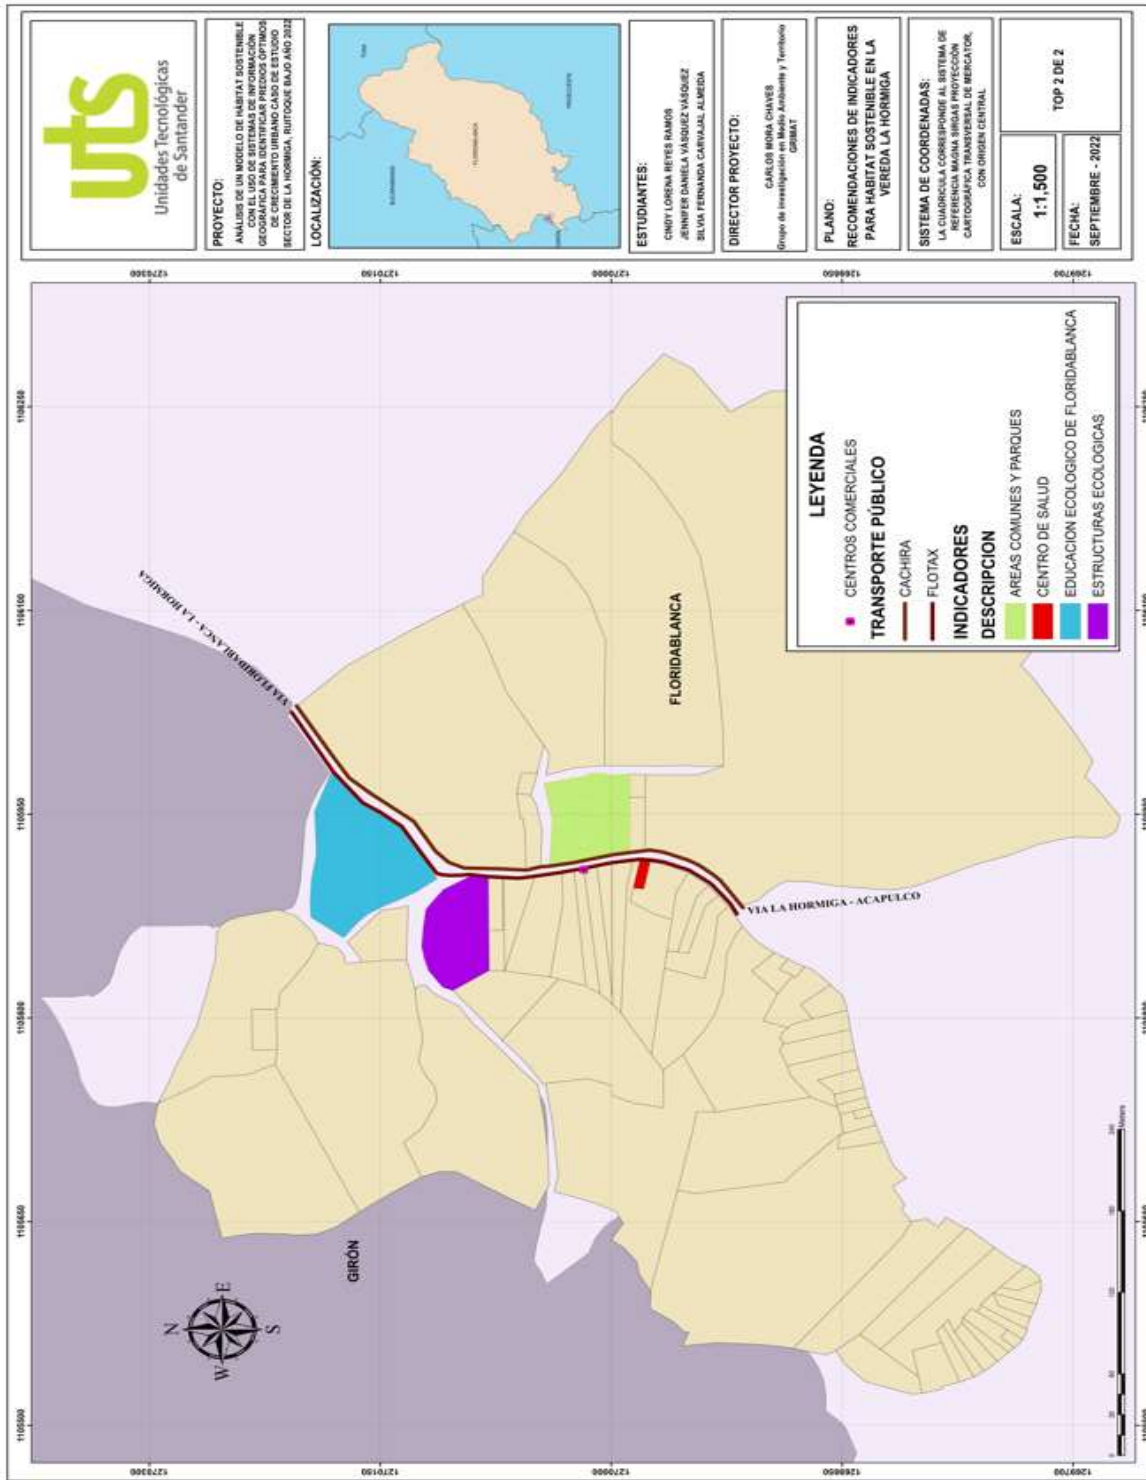 uts
Unidades Tecnológicas
de Santander
PROYECTO:
ANÁLISIS DE UN MODELO DE HÁBITAT SOSTENIBLE
CON EL USO DE SISTEMAS DE INFORMACIÓN
GEOGRÁFICA PARA IDENTIFICAR PREDIOS ÓPTIMOS
DE CRECIMIENTO URBANO CASO DE ESTUDIO
SECTOR DE LA HORMIGA, RUITOQUE BAJO AÑO 2022
LOCALIZACIÓN:
FLORIDABLANCA
ESTUDIANTES:
CINDY LORENA REYES RAMOS
JENNIFER DANIELA VÁSQUEZ VÁSQUEZ
SILVIA FERNANDA CARVAJAL ALMEIDA
DIRECTOR PROYECTO:
CARLOS MORA CHAVES
Grupo de investigación en Medio Ambiente y Territorio
GRIMAT
PLANO:
RECOMENDACIONES DE INDICADORES
PARA HABITAT SOSTENIBLE EN LA
VEREDA LA HORMIGA
SISTEMA DE COORDENADAS:
LA CUADRICULA CORRESPONDE AL SISTEMA DE
REFERENCIA MAGNA SIRGAS PROYECCIÓN
CARTOGRÁFICA TRANSVERSAL DE MERCATOR,
CON ORIGEN CENTRAL
ESCALA:
1:1,500
TOP 2 DE 2
FECHA:
SEPTIEMBRE - 2022
1105500
1105650
1105800
1105950
1106100
1106250
1270300
1270150
1270000
1269850
1269700
N
W
E
S
GIRÓN
VIA FLORIDABLANCA - LA HORMIGA
FLORIDABLANCA
VIA LA HORMIGA - ACAPULCO
LEYENDA
CENTROS COMERCIALES
TRANSPORTE PÚBLICO
CACHIRA
FLOTAX
INDICADORES
DESCRIPCION
AREAS COMUNES Y PARQUES
CENTRO DE SALUD
EDUCACION ECOLOGICO DE FLORIDABLANCA
ESTRUCTURAS ECOLOGICAS
Meters